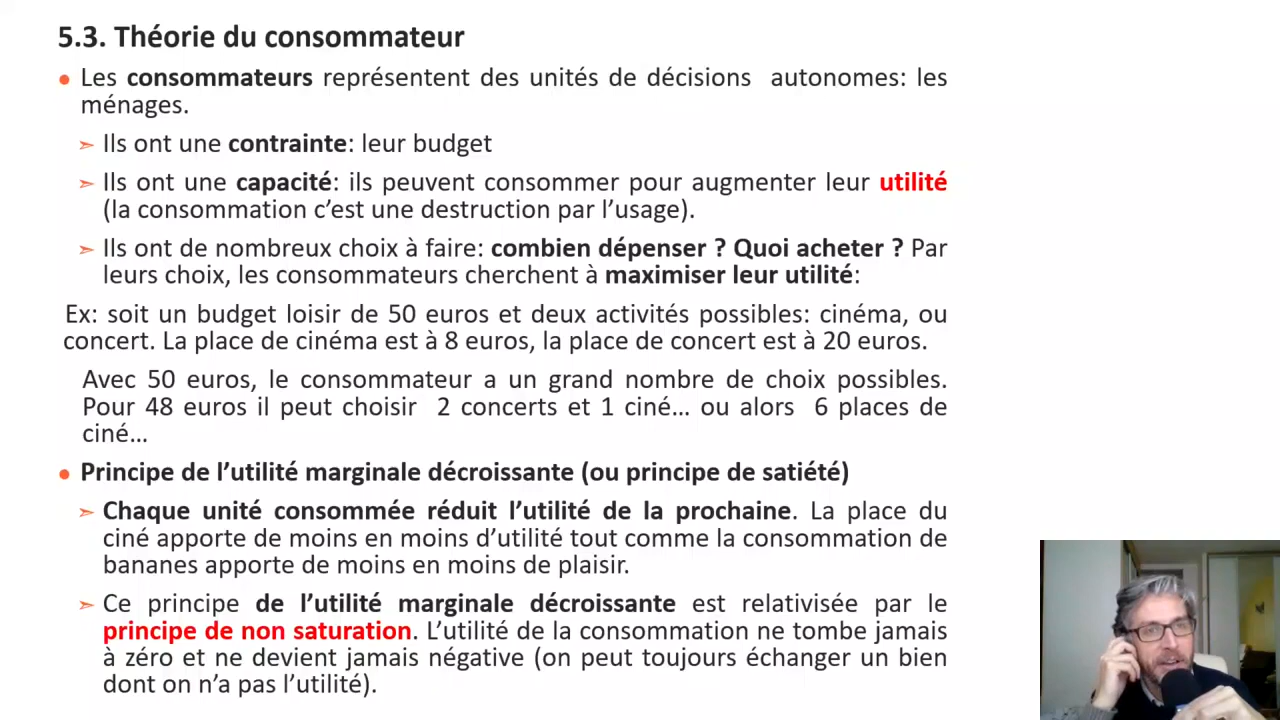 5.3. Théorie du consommateur
● Les consommateurs représentent des unités de décisions autonomes: les
ménages.
➣ Ils ont une contrainte: leur budget
➣ Ils ont une capacité: ils peuvent consommer pour augmenter leur utilité
(la consommation c’est une destruction par l’usage).
➣ Ils ont de nombreux choix à faire: combien dépenser ? Quoi acheter ? Par
leurs choix, les consommateurs cherchent à maximiser leur utilité:
Ex: soit un budget loisir de 50 euros et deux activités possibles: cinéma, ou
concert. La place de cinéma est à 8 euros, la place de concert est à 20 euros.
Avec 50 euros, le consommateur a un grand nombre de choix possibles.
Pour 48 euros il peut choisir 2 concerts et 1 ciné… ou alors 6 places de
ciné…
● Principe de l’utilité marginale décroissante (ou principe de satiété)
➣ Chaque unité consommée réduit l’utilité de la prochaine. La place du
ciné apporte de moins en moins d’utilité tout comme la consommation de
bananes apporte de moins en moins de plaisir.
➣ Ce principe de l’utilité marginale décroissante est relativisée par le
principe de non saturation. L’utilité de la consommation ne tombe jamais
à zéro et ne devient jamais négative (on peut toujours échanger un bien
dont on n’a pas l’utilité).